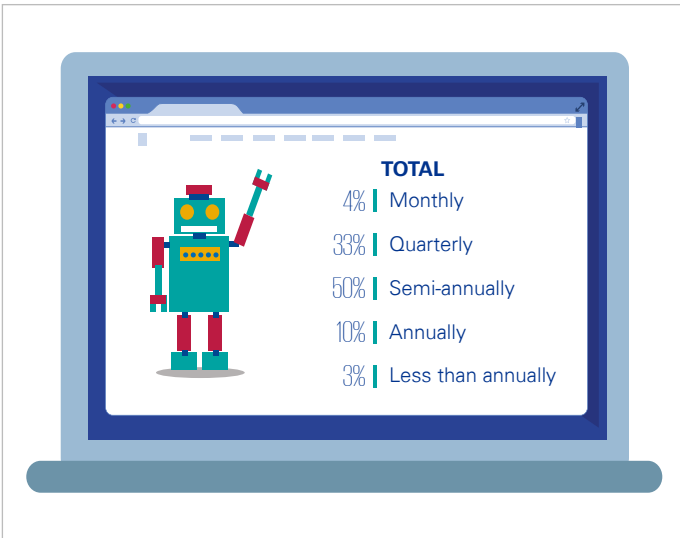 TOTAL
4% Monthly
33% Quarterly
50% Semi-annually
10% Annually
3% Less than annually